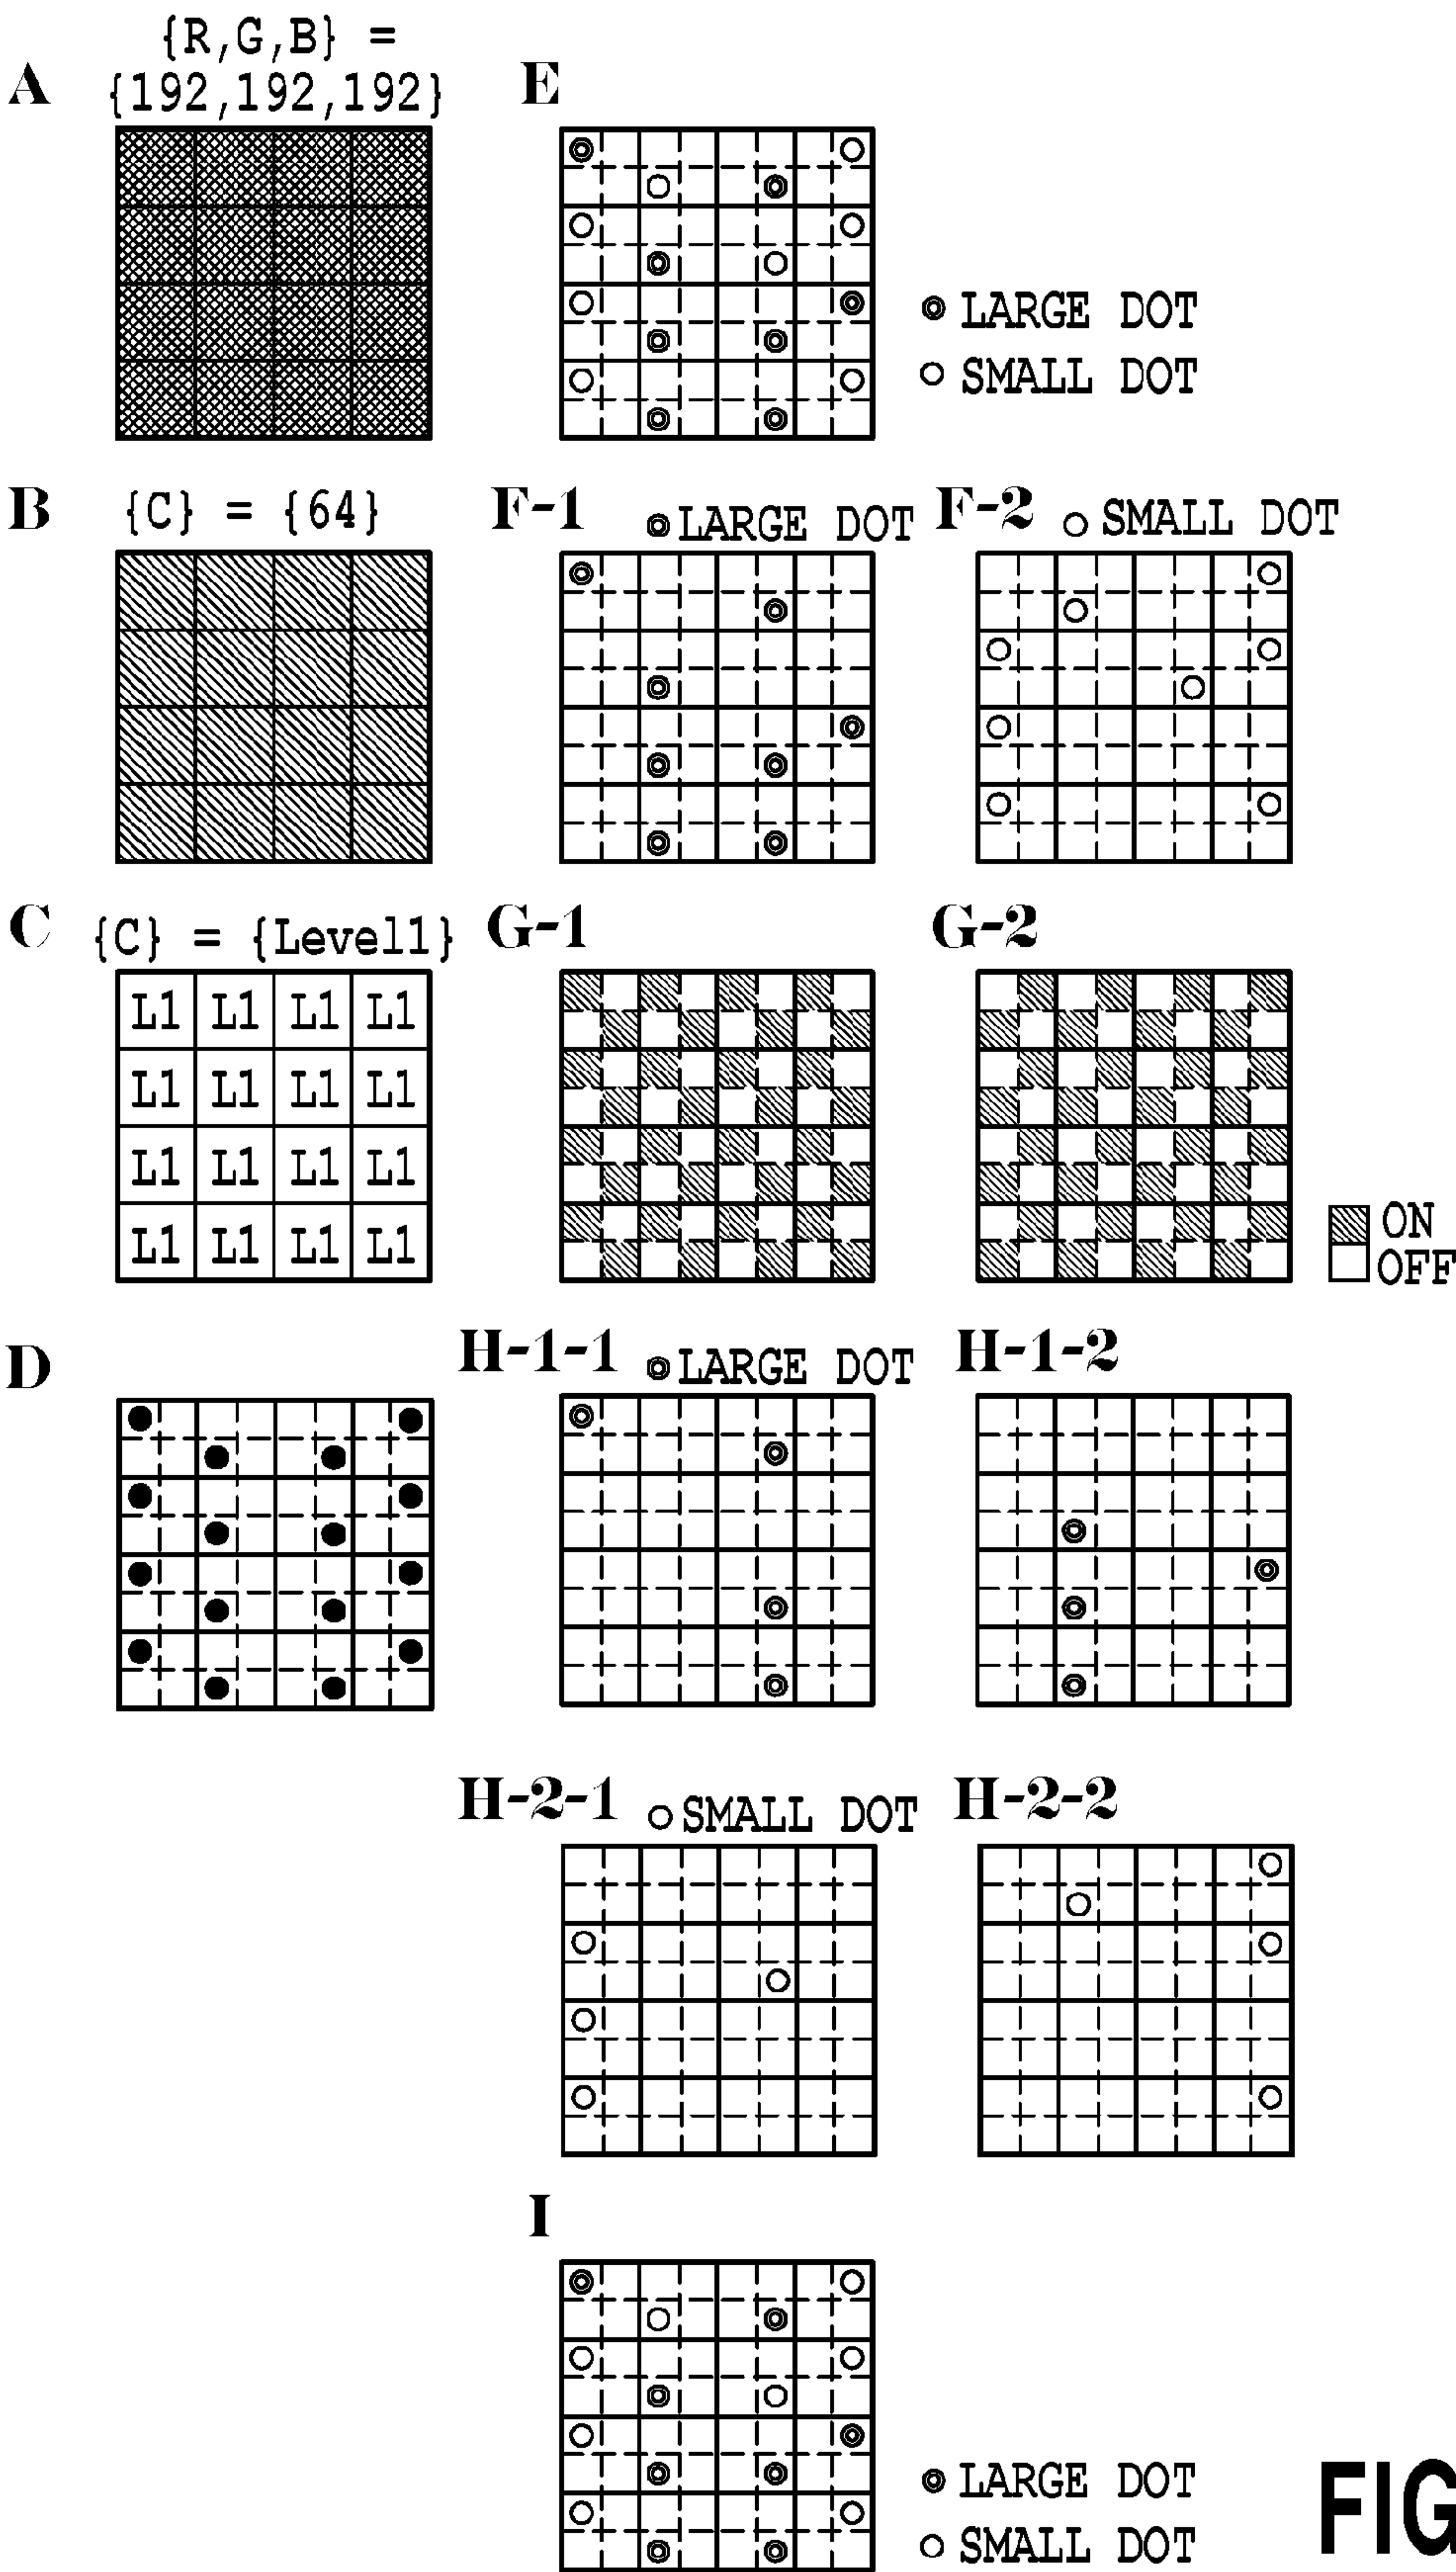 {R,G,B} =
A {192,192,192} E
◎ LARGE DOT
○ SMALL DOT
B {C} = {64} F-1 ◎ LARGE DOT F-2 ○ SMALL DOT
C {C} = {Level1} G-1 G-2
L1 L1 L1 L1
L1 L1 L1 L1
L1 L1 L1 L1
L1 L1 L1 L1
ON
OFF
D H-1-1 ◎ LARGE DOT H-1-2
H-2-1 ○ SMALL DOT H-2-2
I
◎ LARGE DOT
○ SMALL DOT
FIG